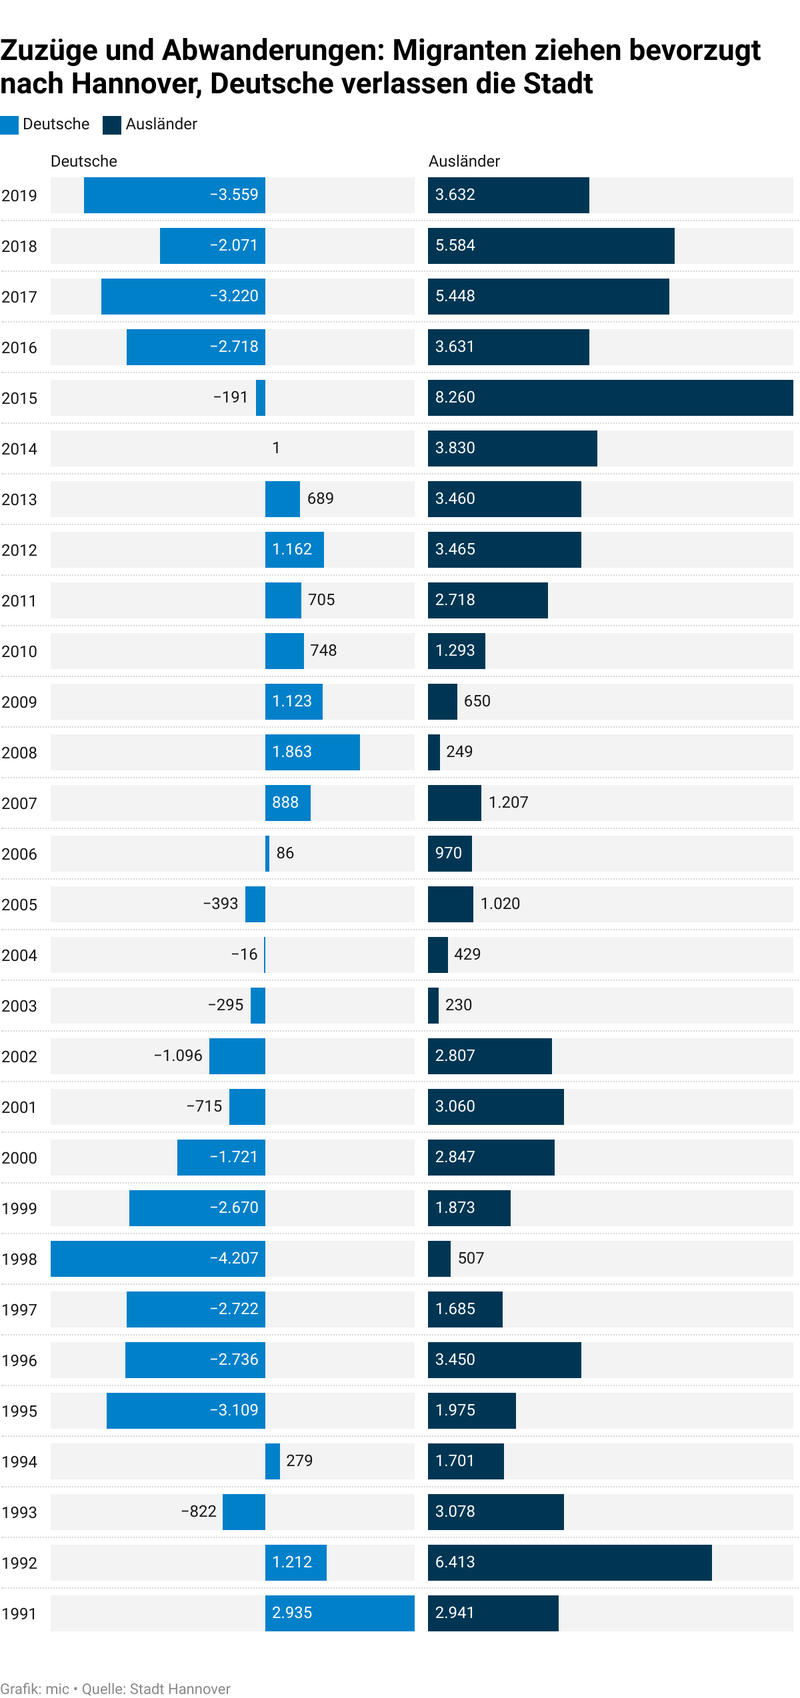 Zuzüge und Abwanderungen: Migranten ziehen bevorzugt
nach Hannover, Deutsche verlassen die Stadt
Deutsche Ausländer
Deutsche Ausländer
2019 −3.559 3.632
2018 −2.071 5.584
2017 −3.220 5.448
2016 −2.718 3.631
2015 −191 8.260
2014 1 3.830
2013 689 3.460
2012 1.162 3.465
2011 705 2.718
2010 748 1.293
2009 1.123 650
2008 1.863 249
2007 888 1.207
2006 86 970
2005 −393 1.020
2004 −16 429
2003 −295 230
2002 −1.096 2.807
2001 −715 3.060
2000 −1.721 2.847
1999 −2.670 1.873
1998 −4.207 507
1997 −2.722 1.685
1996 −2.736 3.450
1995 −3.109 1.975
1994 279 1.701
1993 −822 3.078
1992 1.212 6.413
1991 2.935 2.941
Grafik: mic • Quelle: Stadt Hannover